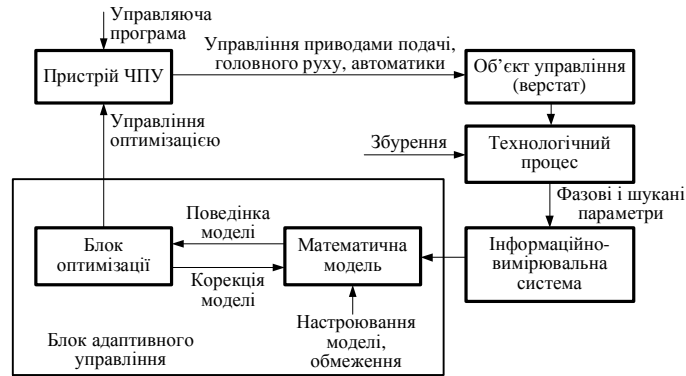 Управляюча
програма
Пристрій ЧПУ
Управління приводами подачі,
головного руху, автоматики
Об’єкт управління
(верстат)
Управління
оптимізацією
Збурення
Технологічний
процес
Фазові і шукані
параметри
Блок
оптимізації
Поведінка
моделі
Корекція
моделі
Математична
модель
Інформаційно-
вимірювальна
система
Настроювання
моделі,
обмеження
Блок адаптивного
управління